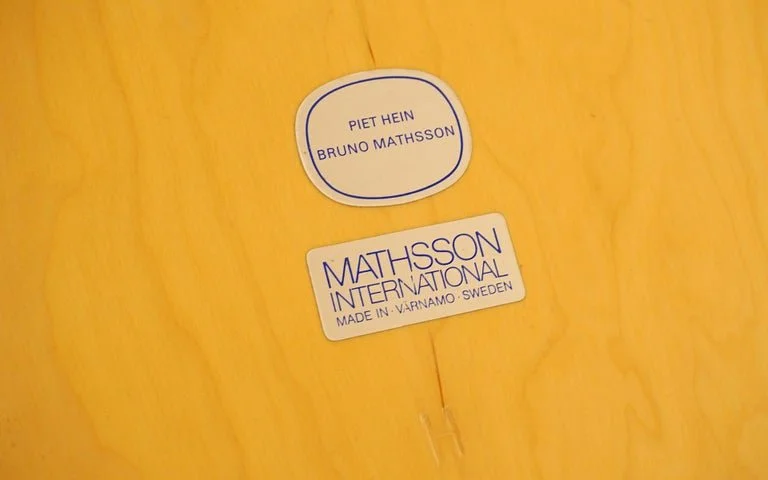 PIET HEIN
BRUNO MATHSSON
MATHSSON
INTERNATIONAL
MADE IN · VÄRNAMO · SWEDEN
H